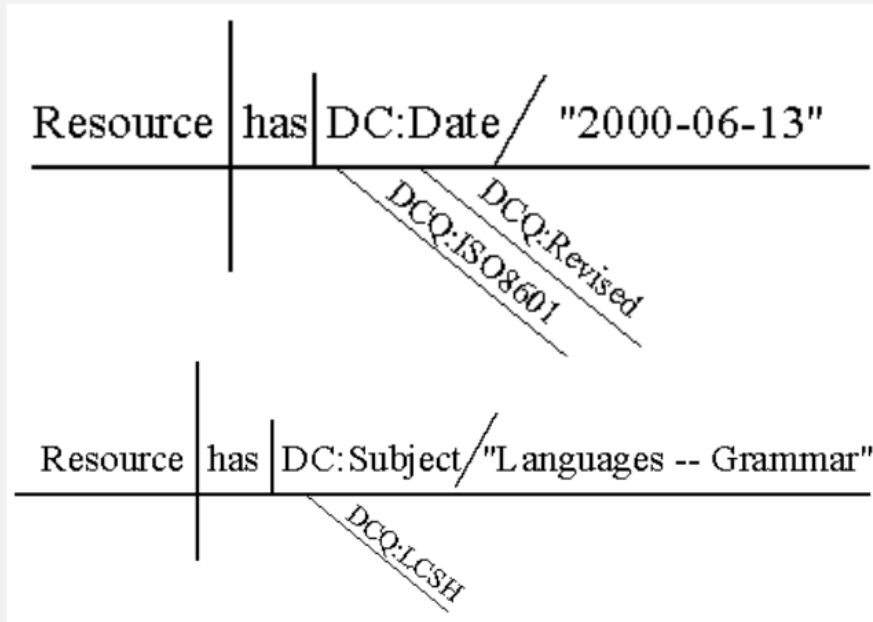 Resource has DC:Date "2000-06-13"
DCQ:ISO8601
DCQ:Revised
Resource has DC:Subject "Languages -- Grammar"
DCQ:LCSH